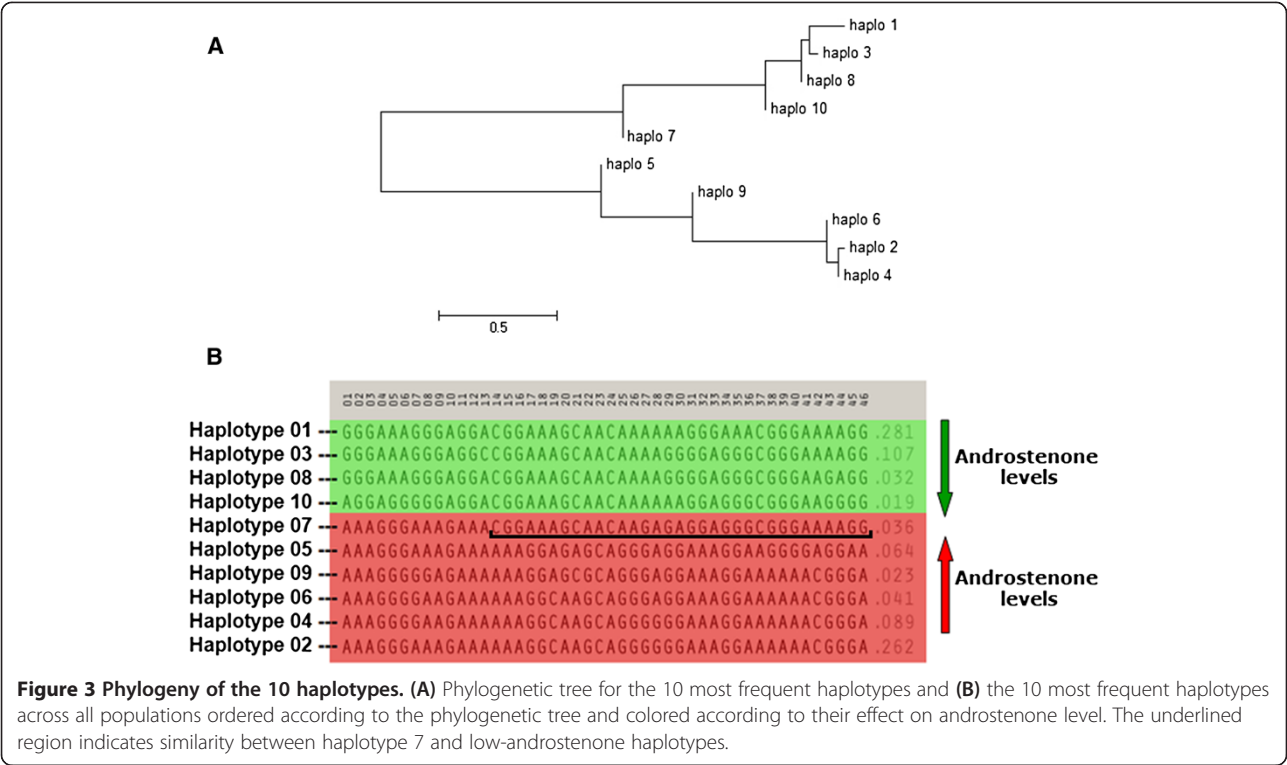 A
haplo 1
haplo 3
haplo 8
haplo 10
haplo 7
haplo 5
haplo 9
haplo 6
haplo 2
haplo 4
0.5
B
01 02 03 04 05 06 07 08 09 10 11 12 13 14 15 16 17 18 19 20 21 22 23 24 25 26 27 28 29 30 31 32 33 34 35 36 37 38 39 40 41 42 43 44 45 46
Haplotype 01 --- GGGAAAGGGAGGACGGAAAGCAACAAAAAAGGGAAACGGGAAAAGG .281
Haplotype 03 --- GGGAAAGGGAGGCCGGAAAGCAACAAAAGGGGAGGGCGGGAAAAGG .107
Haplotype 08 --- GGGAAAGGGAGGACGGAAAGCAACAAAAGGGGAGGGCGGGAAGAGG .032
Haplotype 10 --- AGGAGGGGGAGGACGGAAAGCAACAAAAAAGGAGGGCGGGAAGAGG .019
Haplotype 07 --- AAAGGGAAAGAAACGGAAAGCAACAAGAGAGGAGGGCGGGAAAAGG .036
Haplotype 05 --- AAAGGGAAAGAAAAAAGGAGAGCAGGGAGGAAAGGAAGGGGAGGAA .064
Haplotype 09 --- AAAGGGGGAGAAAAAAGGAGCGCAGGGAGGAAAGGAAAAAACGGGA .023
Haplotype 06 --- AAAGGGGAAGAAAAAAGGCAAGCAGGGAGGAAAGGAAAAAACGGGA .041
Haplotype 04 --- AAAGGGGAAGAAAAAAGGCAAGCAGGGGGGAAAGGAAAAAACGGGA .089
Haplotype 02 --- AAAGGGGAAAGAAAAAAGGCAAGCAGGGGGGAAAGGAAAAAACGGGA .262
Androstenone
levels
Androstenone
levels
Figure 3 Phylogeny of the 10 haplotypes. (A) Phylogenetic tree for the 10 most frequent haplotypes and (B) the 10 most frequent haplotypes
across all populations ordered according to the phylogenetic tree and colored according to their effect on androstenone level. The underlined
region indicates similarity between haplotype 7 and low-androstenone haplotypes.